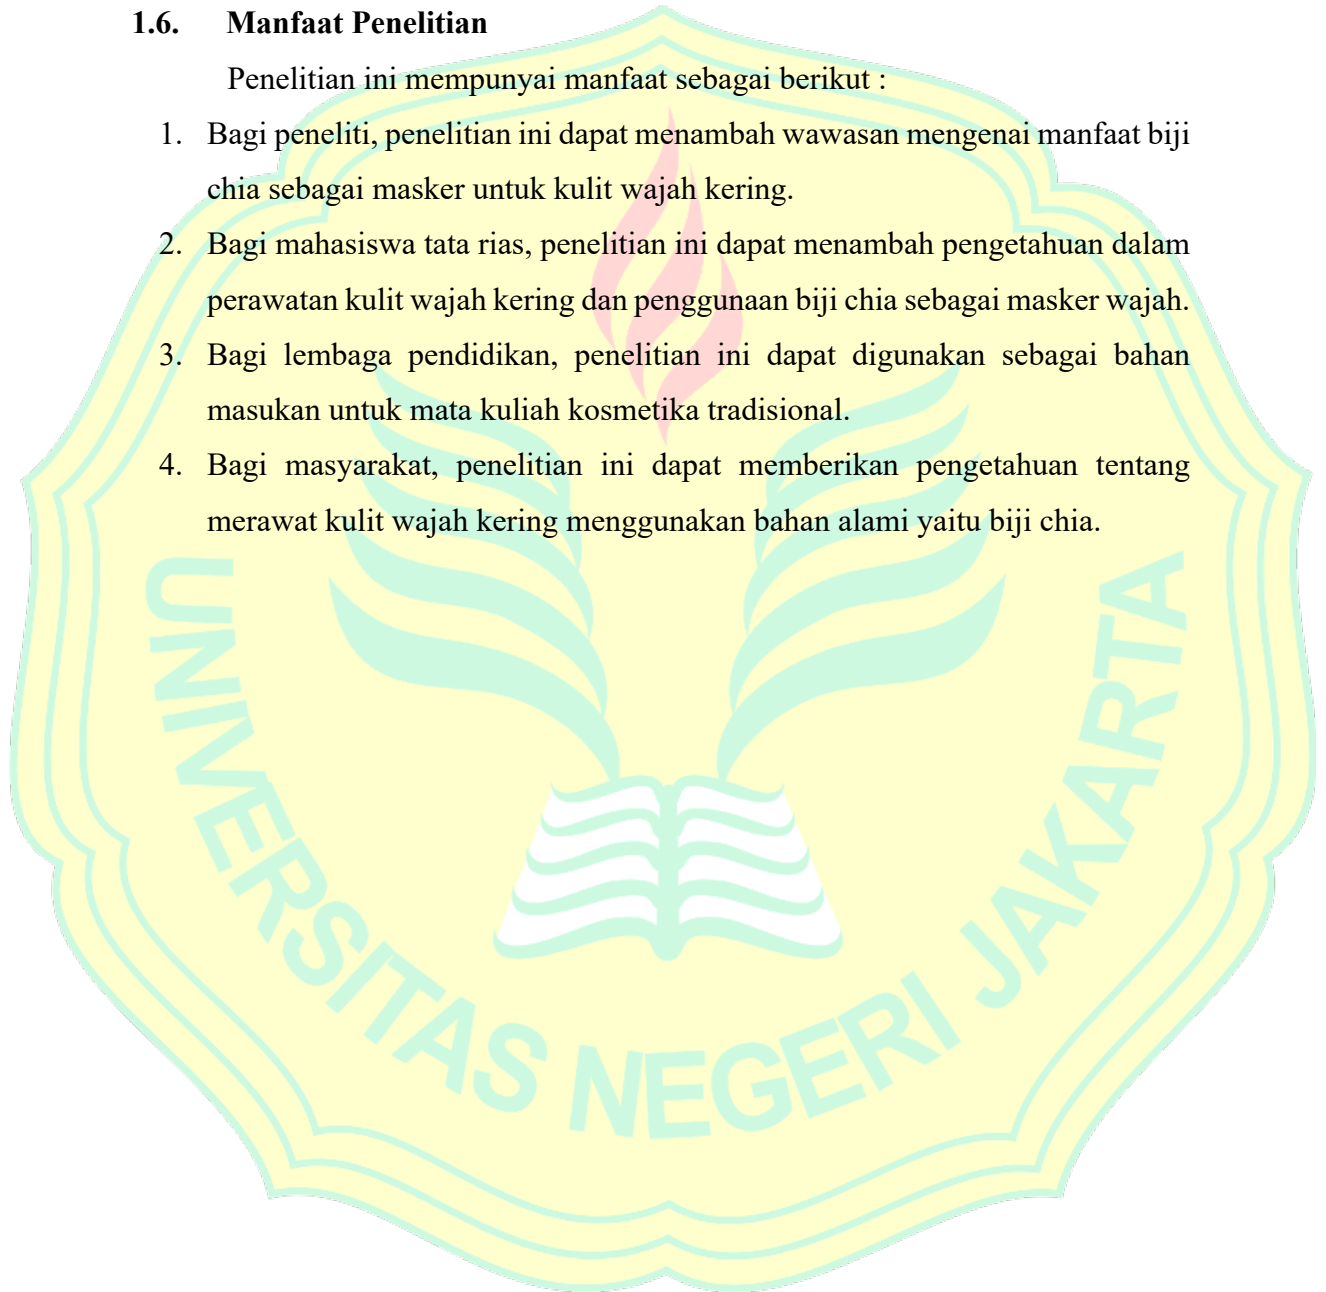 1.6. Manfaat Penelitian
Penelitian ini mempunyai manfaat sebagai berikut :
1. Bagi peneliti, penelitian ini dapat menambah wawasan mengenai manfaat biji
chia sebagai masker untuk kulit wajah kering.
2. Bagi mahasiswa tata rias, penelitian ini dapat menambah pengetahuan dalam
perawatan kulit wajah kering dan penggunaan biji chia sebagai masker wajah.
3. Bagi lembaga pendidikan, penelitian ini dapat digunakan sebagai bahan
masukan untuk mata kuliah kosmetika tradisional.
4. Bagi masyarakat, penelitian ini dapat memberikan pengetahuan tentang
merawat kulit wajah kering menggunakan bahan alami yaitu biji chia.
UNIVERSITAS NEGERI JAKARTA